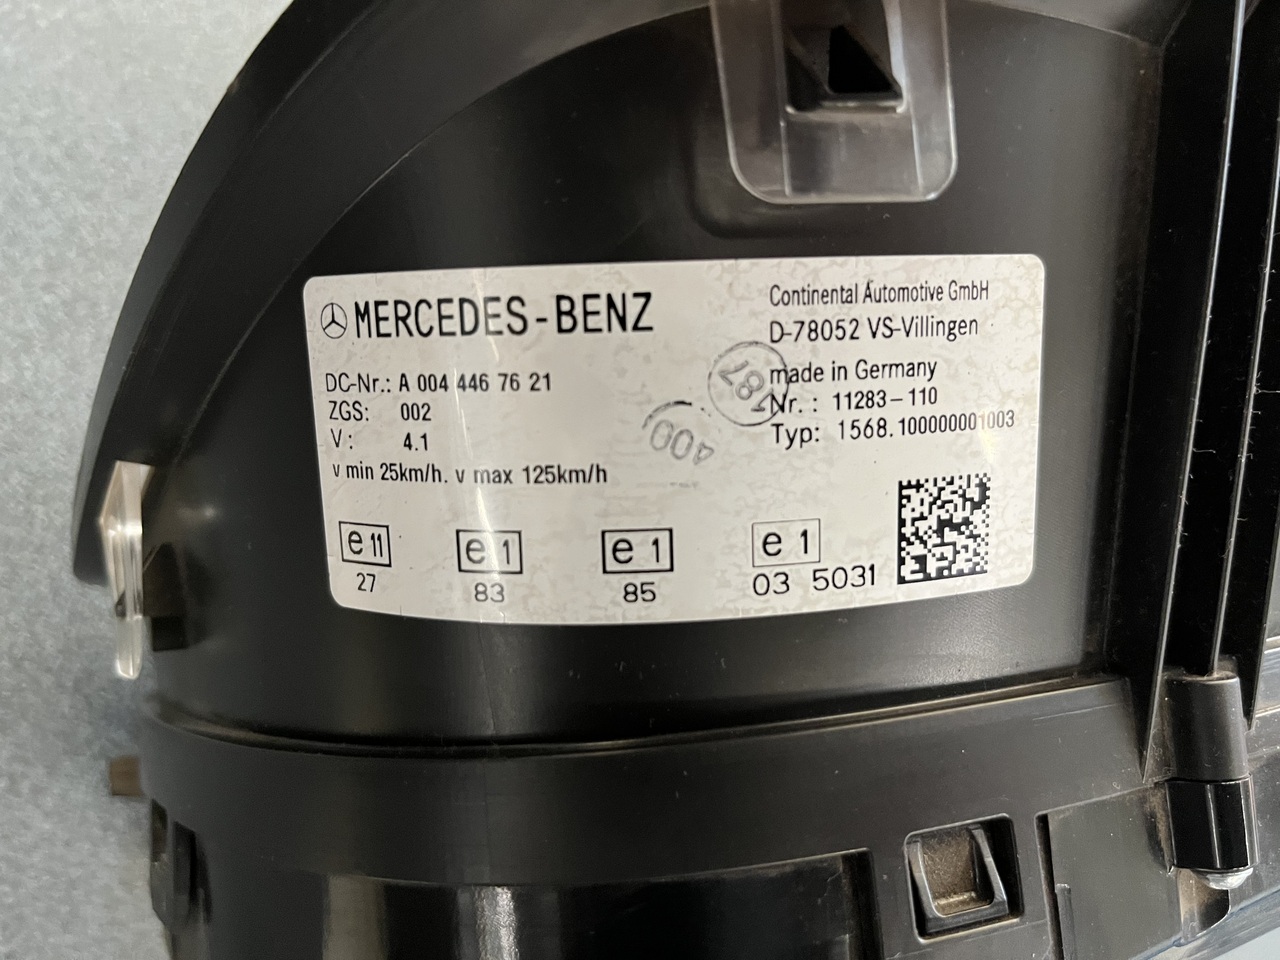 MERCEDES-BENZ
DC-Nr.: A 004 446 76 21
ZGS: 002
V: 4.1
v min 25km/h. v max 125km/h
Continental Automotive GmbH
D-78052 VS-Villingen
made in Germany
Nr. : 11283-110
Typ: 1568.100000001003
787
400
e 11
27
e 1
83
e 1
85
e 1
03 5031